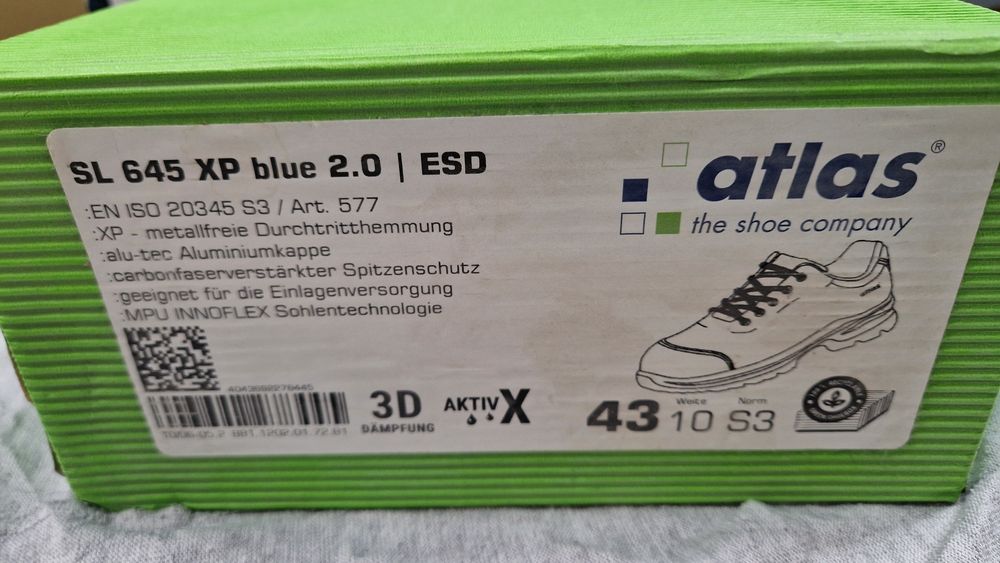 SL 645 XP blue 2.0 | ESD
:EN ISO 20345 S3 / Art. 577
:XP - metallfreie Durchtritthemmung
:alu-tec Aluminiumkappe
:carbonfaserverstärkter Spitzenschutz
:geeignet für die Einlagenversorgung
:MPU INNOFLEX Sohlentechnologie
atlas®
the shoe company
3D
DÄMPFUNG
AKTIV X
Weite Norm
43 10 S3